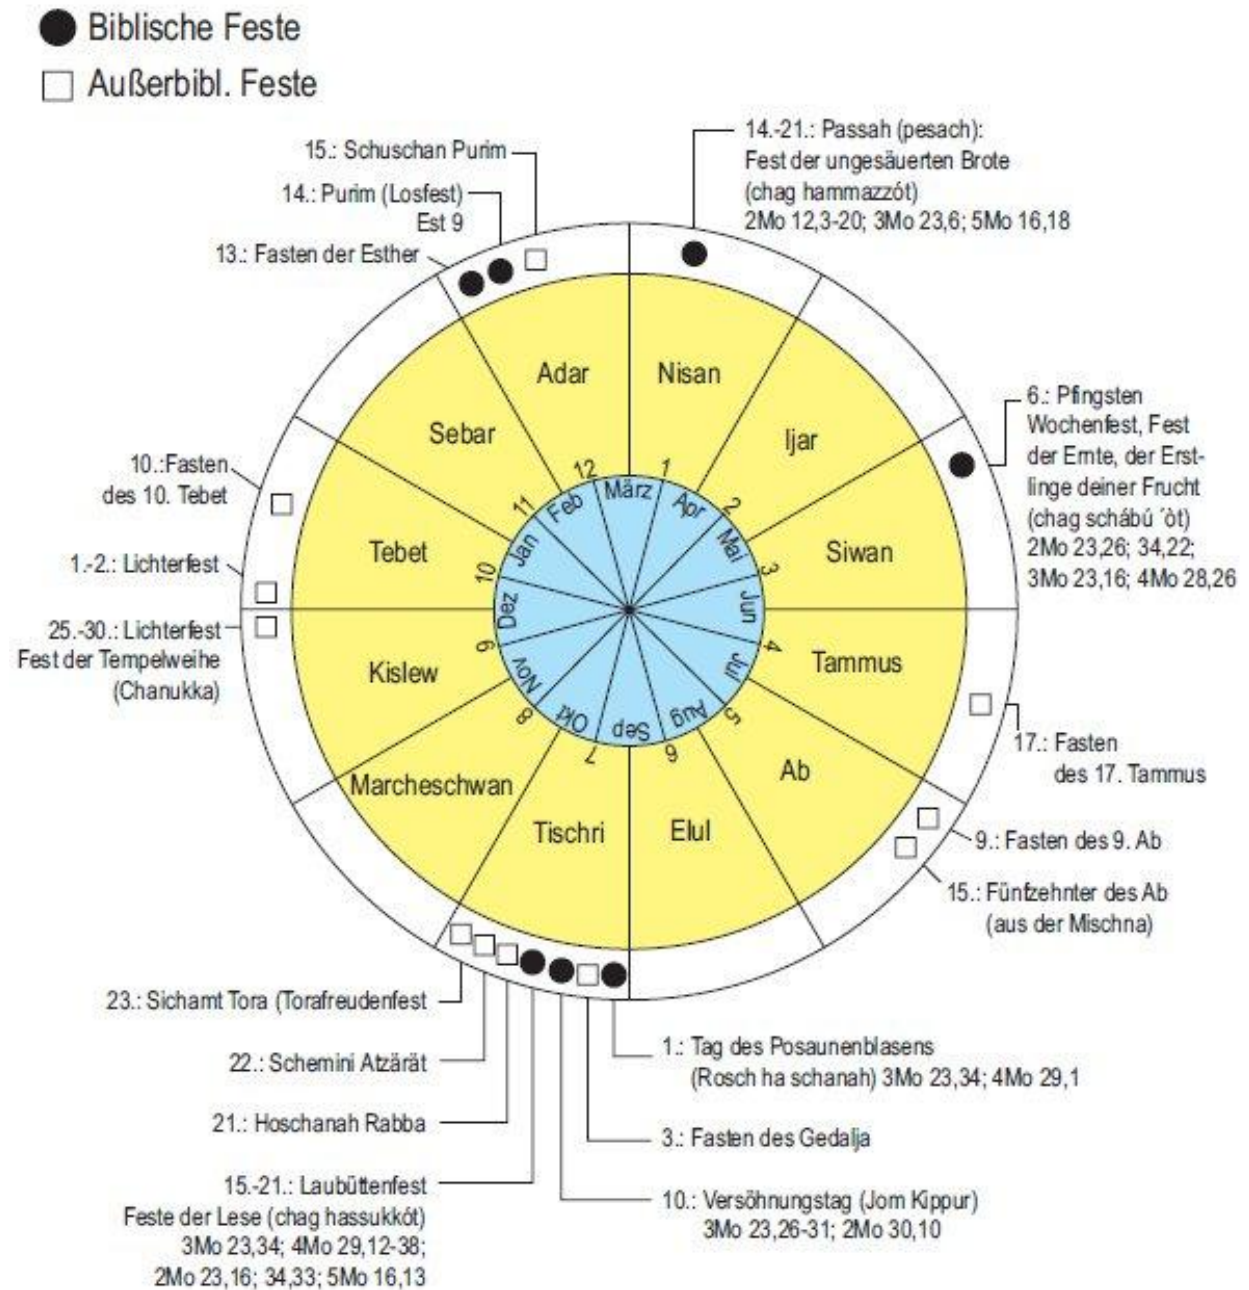 Biblische Feste
Außerbibl. Feste
14.-21.: Passah (pesach):
Fest der ungesäuerten Brote
(chag hammazzót)
2Mo 12,3-20; 3Mo 23,6; 5Mo 16,18
15.: Schuschan Purim
14.: Purim (Losfest)
Est 9
13.: Fasten der Esther
6.: Pfingsten
Wochenfest, Fest
der Ernte, der Erst-
linge deiner Frucht
(chag schábú ´òt)
2Mo 23,26; 34,22;
3Mo 23,16; 4Mo 28,26
10.:Fasten
des 10. Tebet
1.-2.: Lichterfest
25.-30.: Lichterfest
Fest der Tempelweihe
(Chanukka)
17.: Fasten
des 17. Tammus
9.: Fasten des 9. Ab
15.: Fünfzehnter des Ab
(aus der Mischna)
Nisan
Ijar
Siwan
Tammus
Ab
Elul
Tischri
Marcheschwan
Kislew
Tebet
Sebar
Adar
1
2
3
4
5
6
7
8
9
10
11
12
März
Apr
Mai
Jun
Jul
Aug
Sep
Okt
Nov
Dez
Jan
Feb
23.: Sichamt Tora (Torafreudenfest
22.: Schemini Atzärät
21.: Hoschanah Rabba
15.-21.: Laubüttenfest
Feste der Lese (chag hassukkót)
3Mo 23,34; 4Mo 29,12-38;
2Mo 23,16; 34,33; 5Mo 16,13
1.: Tag des Posaunenblasens
(Rosch ha schanah) 3Mo 23,34; 4Mo 29,1
3.: Fasten des Gedalja
10.: Versöhnungstag (Jom Kippur)
3Mo 23,26-31; 2Mo 30,10